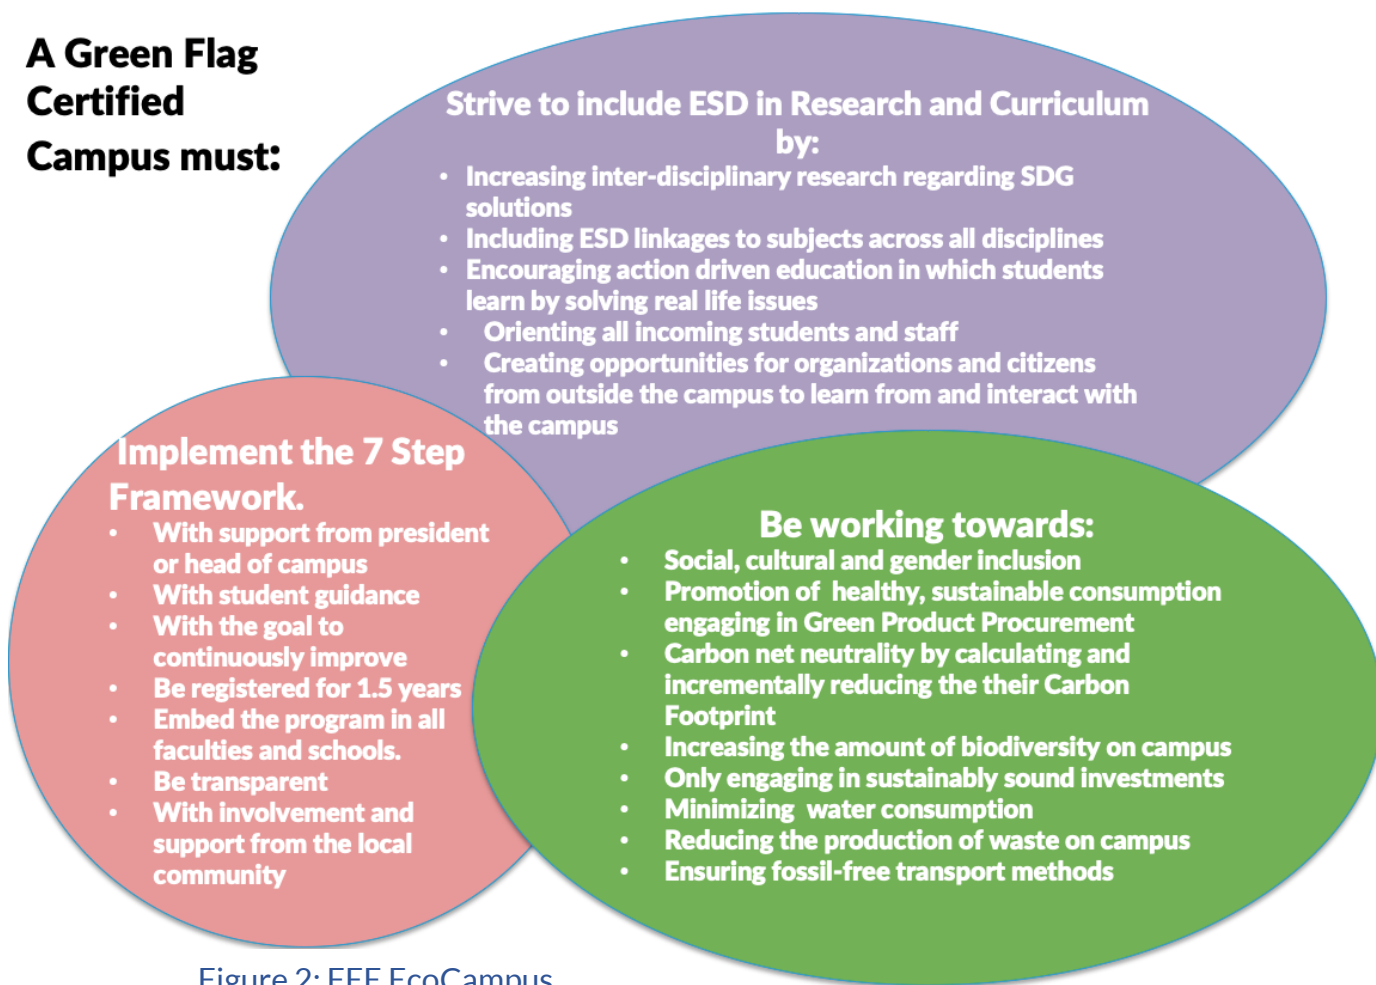 A Green Flag
Certified
Campus must:
Strive to include ESD in Research and Curriculum
by:
• Increasing inter-disciplinary research regarding SDG
solutions
• Including ESD linkages to subjects across all disciplines
• Encouraging action driven education in which students
learn by solving real life issues
• Orienting all incoming students and staff
• Creating opportunities for organizations and citizens
from outside the campus to learn from and interact with
the campus
Implement the 7 Step
Framework.
• With support from president
or head of campus
• With student guidance
• With the goal to
continuously improve
• Be registered for 1.5 years
• Embed the program in all
faculties and schools.
• Be transparent
• With involvement and
support from the local
community
Be working towards:
• Social, cultural and gender inclusion
• Promotion of  healthy, sustainable consumption
engaging in Green Product Procurement
• Carbon net neutrality by calculating and
incrementally reducing the their Carbon
Footprint
• Increasing the amount of biodiversity on campus
• Only engaging in sustainably sound investments
• Minimizing  water consumption
• Reducing the production of waste on campus
• Ensuring fossil-free transport methods
Figure 2: FEE EcoCampus